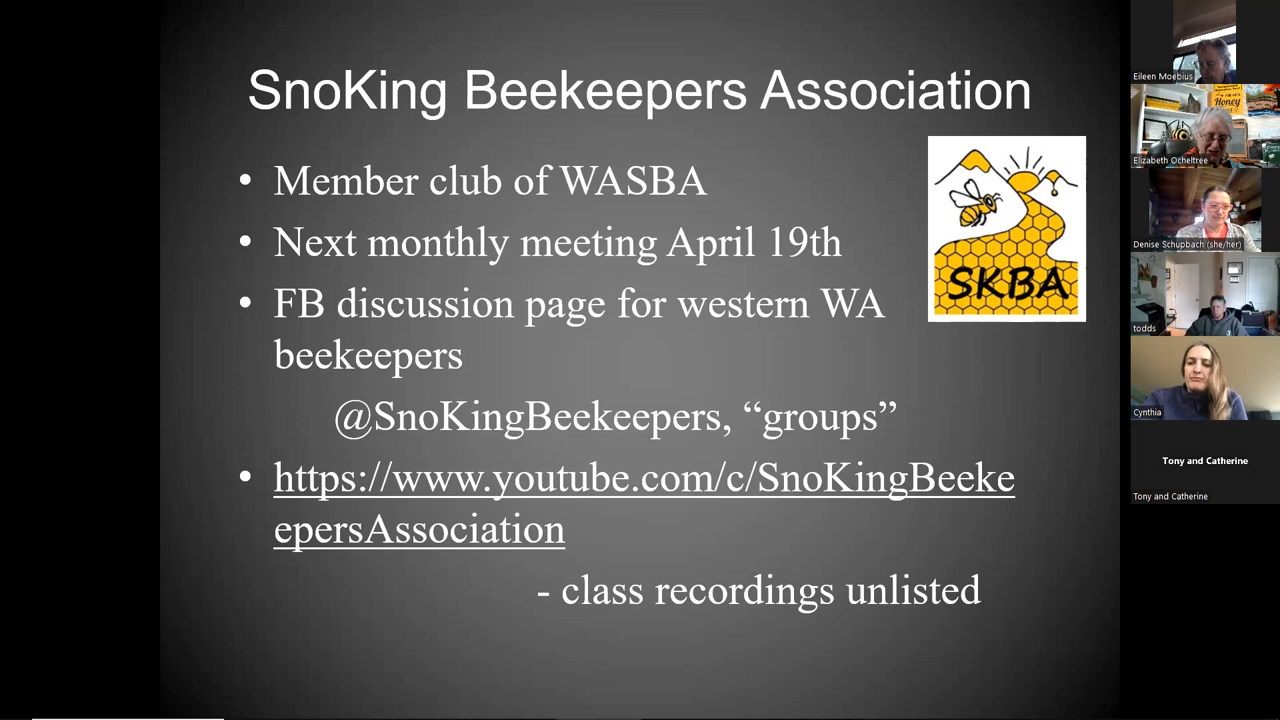 SnoKing Beekeepers Association
• Member club of WASBA
• Next monthly meeting April 19th
• FB discussion page for western WA
beekeepers
@SnoKingBeekeepers, “groups”
• https://www.youtube.com/c/SnoKingBeeke
epersAssociation
- class recordings unlisted
SKBA
Eileen Moebius
Honey
Elizabeth Ocheltree
Denise Schupbach (she/her)
todds
Cynthia
Tony and Catherine
Tony and Catherine